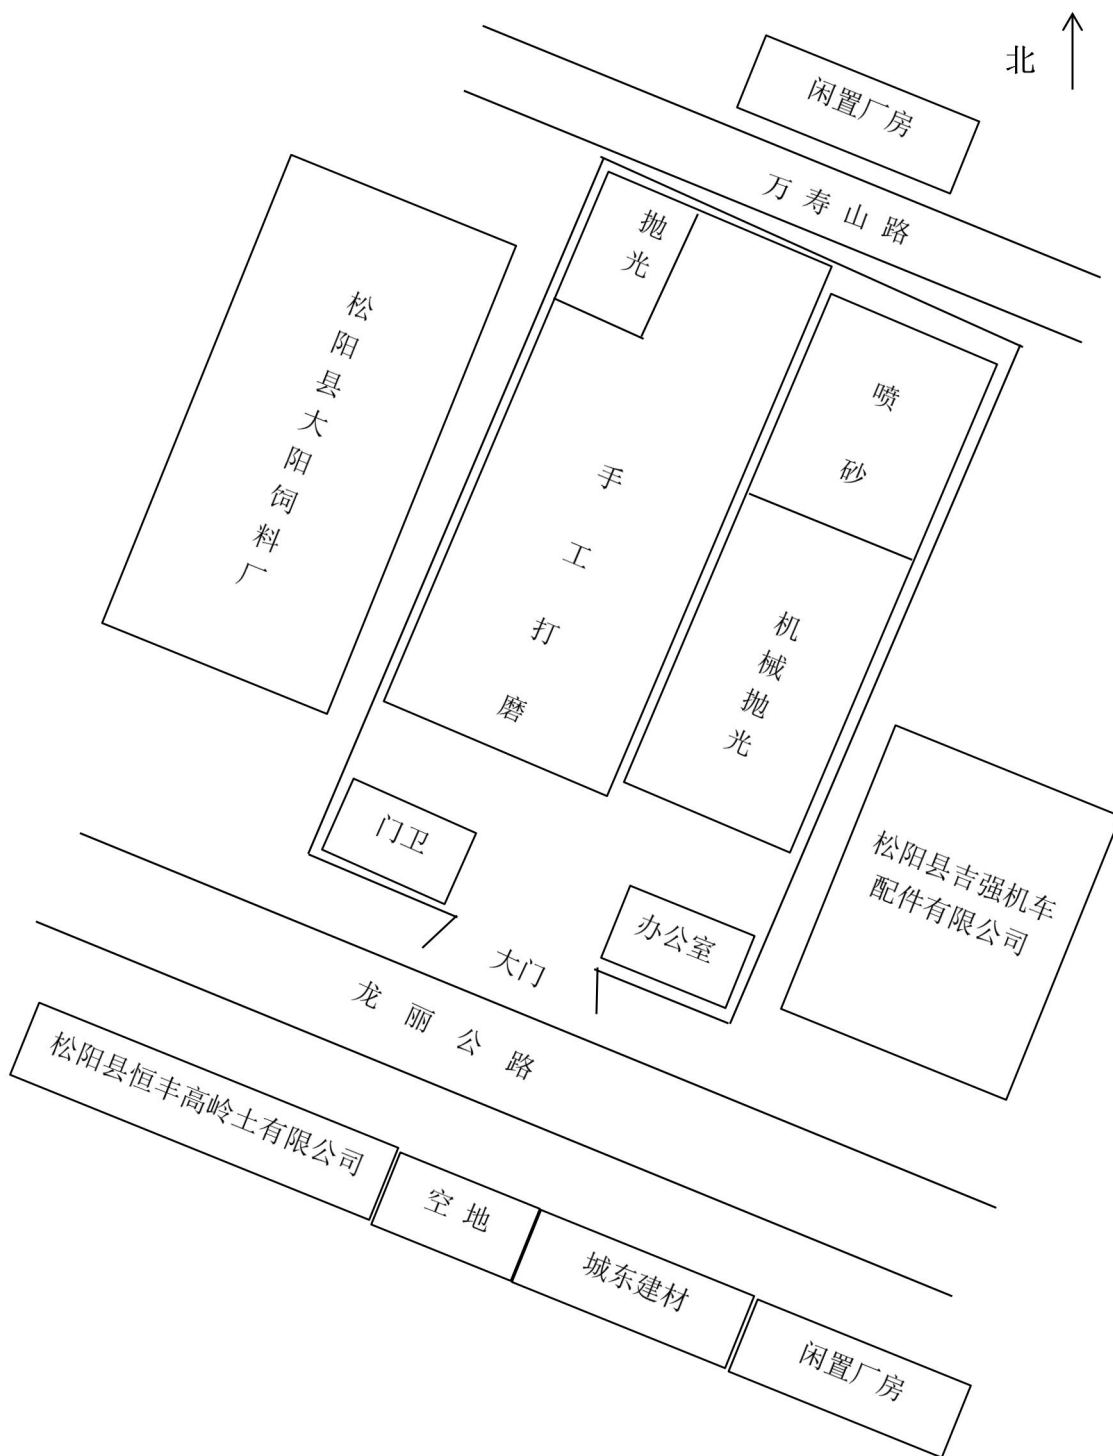 北
闲置厂房
万寿山路
抛光
喷砂
松阳县大阳饲料厂
手工打磨
机械抛光
门卫
松阳县吉强机车
配件有限公司
办公室
大门
龙丽公路
松阳县恒丰高岭土有限公司
空地
城东建材
闲置厂房